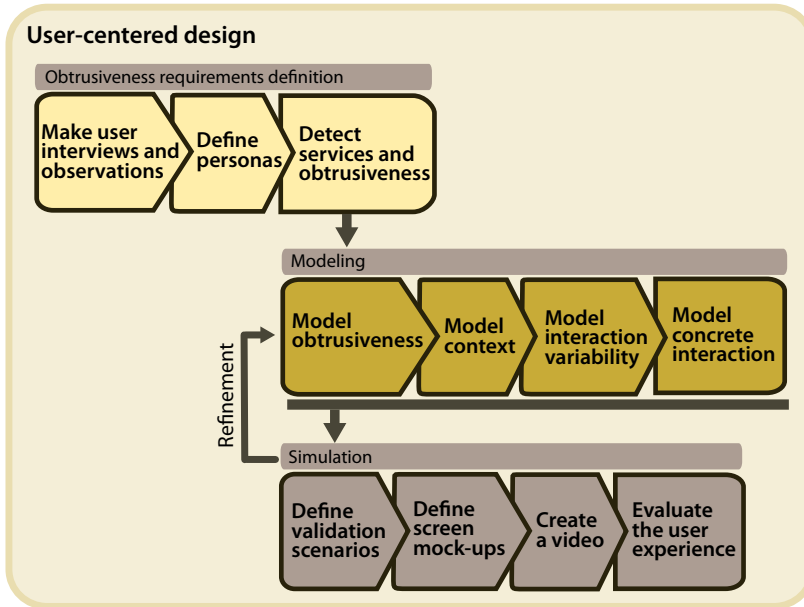 User-centered design
Obtrusiveness requirements definition
Make user
interviews and
observations
Define
personas
Detect
services and
obtrusiveness
Modeling
Model
obtrusiveness
Model
context
Model
interaction
variability
Model
concrete
interaction
Refinement
Simulation
Define
validation
scenarios
Define
screen
mock-ups
Create
a video
Evaluate
the user
experience